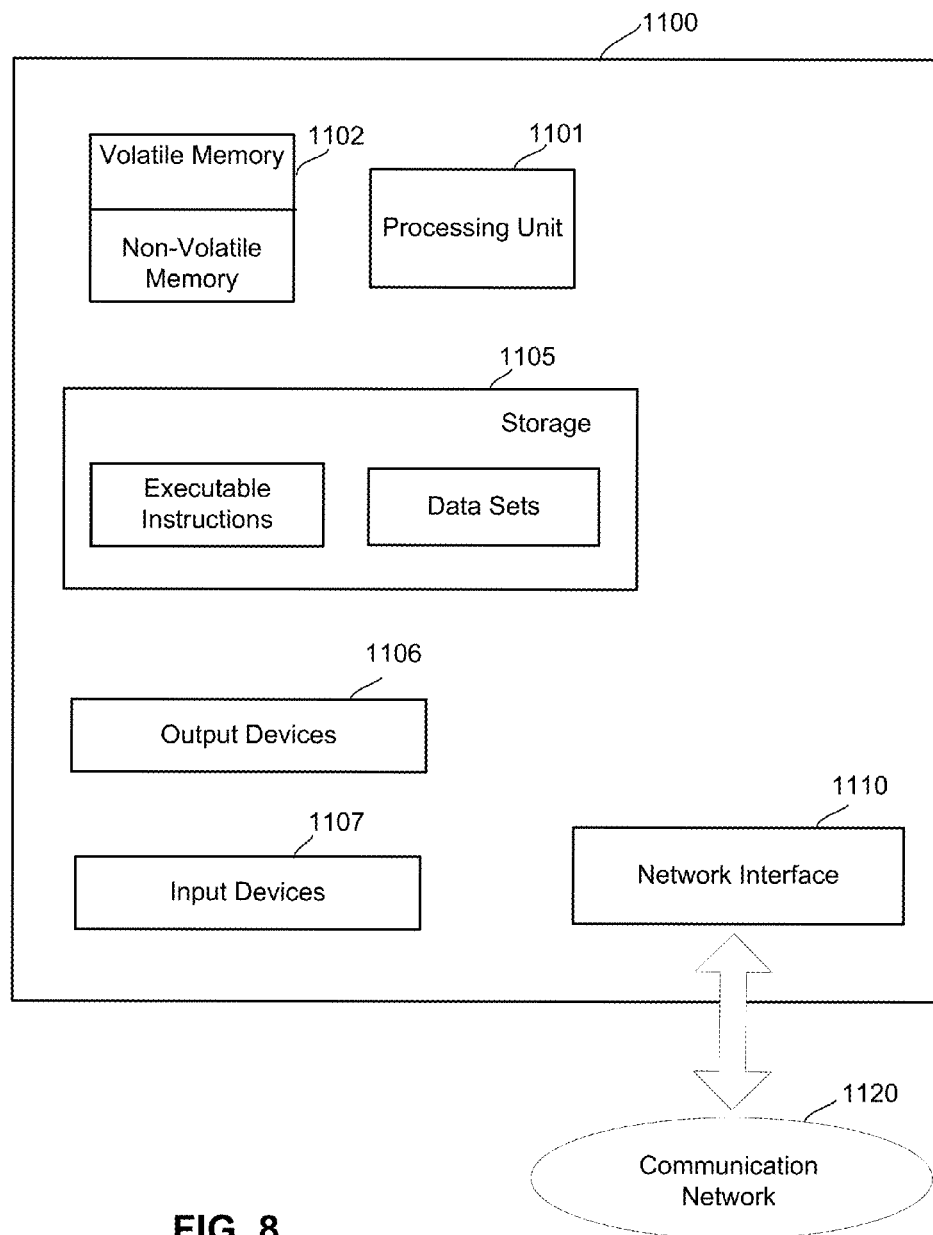 1100
1102
1101
Volatile Memory
Non-Volatile
Memory
Processing Unit
1105
Storage
Executable
Instructions
Data Sets
1106
Output Devices
1107
Input Devices
1110
Network Interface
1120
Communication
Network
FIG. 8